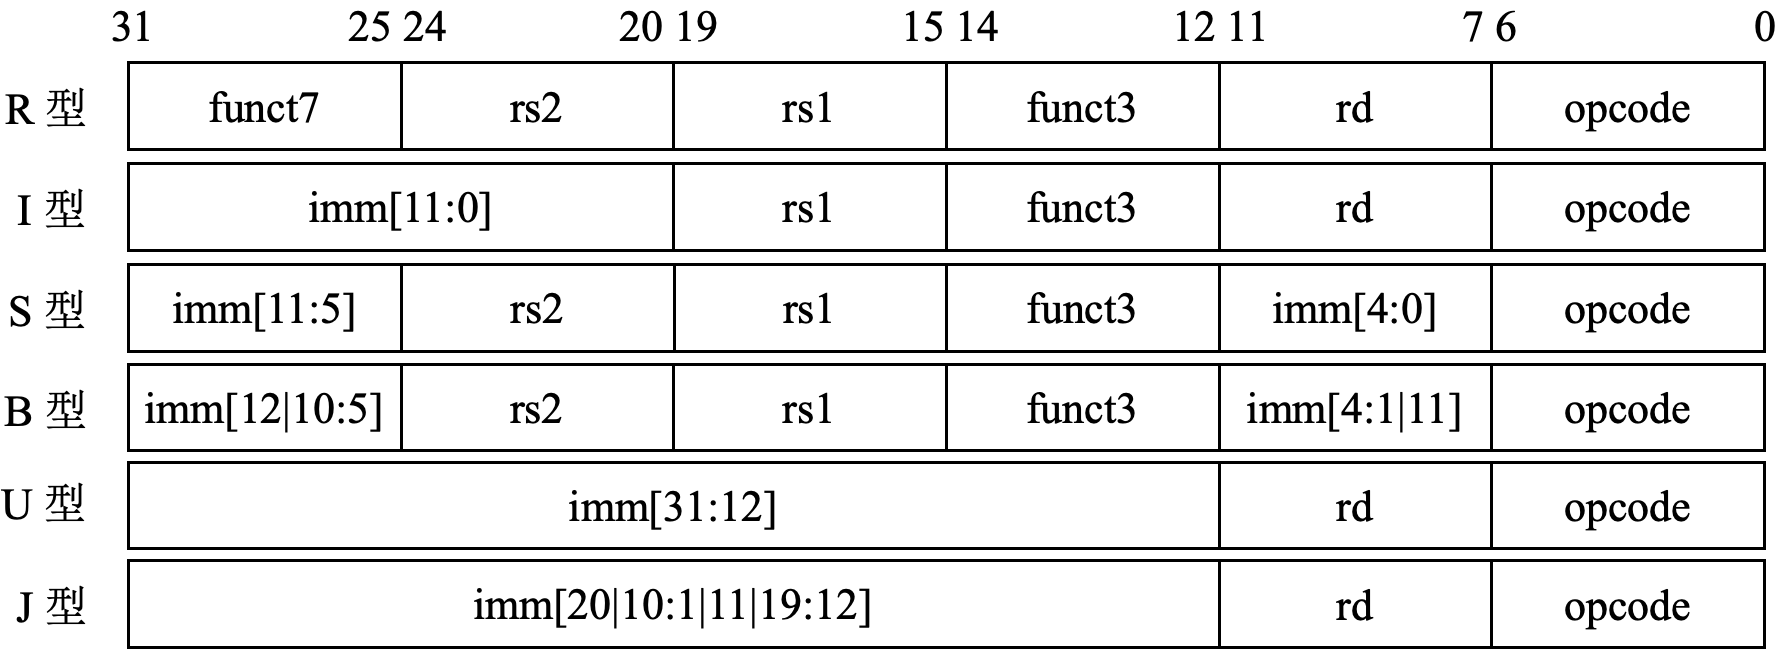 31 25 24 20 19 15 14 12 11 7 6 0
R 型 funct7 rs2 rs1 funct3 rd opcode
I 型 imm[11:0] rs1 funct3 rd opcode
S 型 imm[11:5] rs2 rs1 funct3 imm[4:0] opcode
B 型 imm[12|10:5] rs2 rs1 funct3 imm[4:1|11] opcode
U 型 imm[31:12] rd opcode
J 型 imm[20|10:1|11|19:12] rd opcode